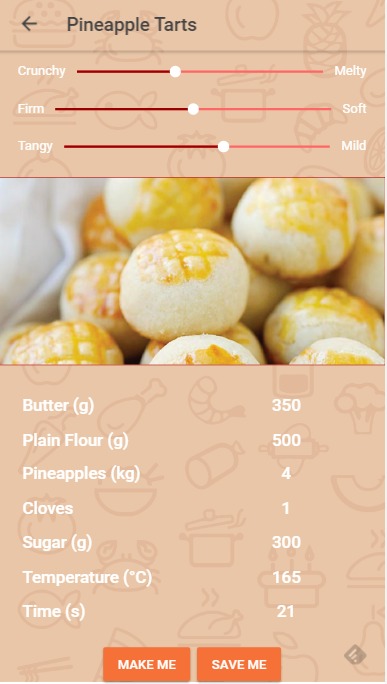 Pineapple Tarts
Crunchy Melty
Firm Soft
Tangy Mild
Butter (g) 350
Plain Flour (g) 500
Pineapples (kg) 4
Cloves 1
Sugar (g) 300
Temperature (°C) 165
Time (s) 21
MAKE ME SAVE ME